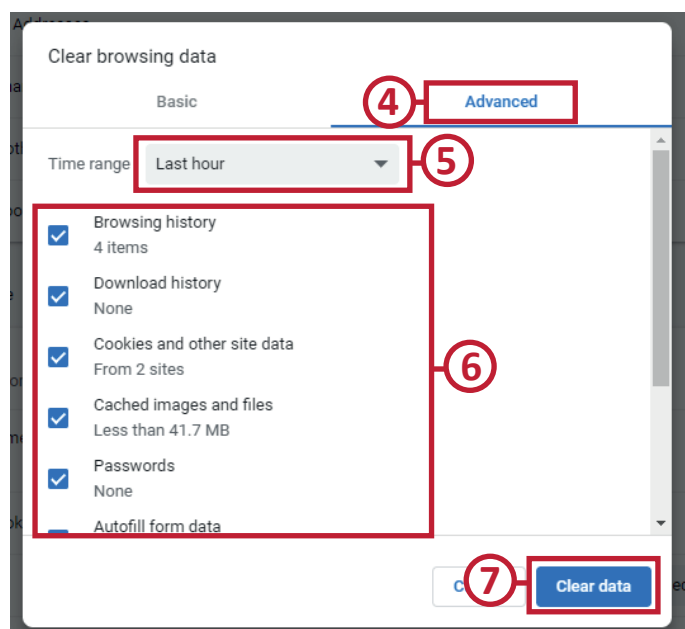 Clear browsing data
Basic
4
Advanced
Time range
Last hour
5
Browsing history
4 items
Download history
None
Cookies and other site data
From 2 sites
6
Cached images and files
Less than 41.7 MB
Passwords
None
Autofill form data
7
Clear data